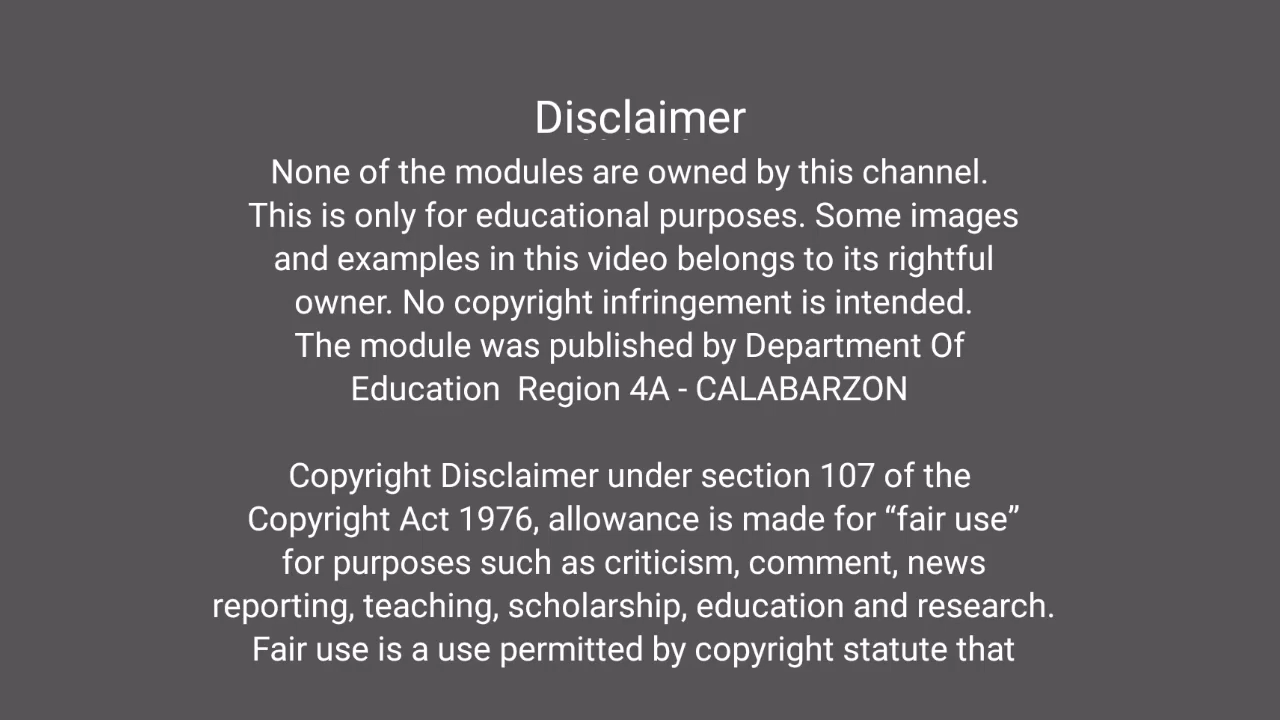 Disclaimer
None of the modules are owned by this channel.
This is only for educational purposes. Some images
and examples in this video belongs to its rightful
owner. No copyright infringement is intended.
The module was published by Department Of
Education  Region 4A - CALABARZON
Copyright Disclaimer under section 107 of the
Copyright Act 1976, allowance is made for “fair use”
for purposes such as criticism, comment, news
reporting, teaching, scholarship, education and research.
Fair use is a use permitted by copyright statute that